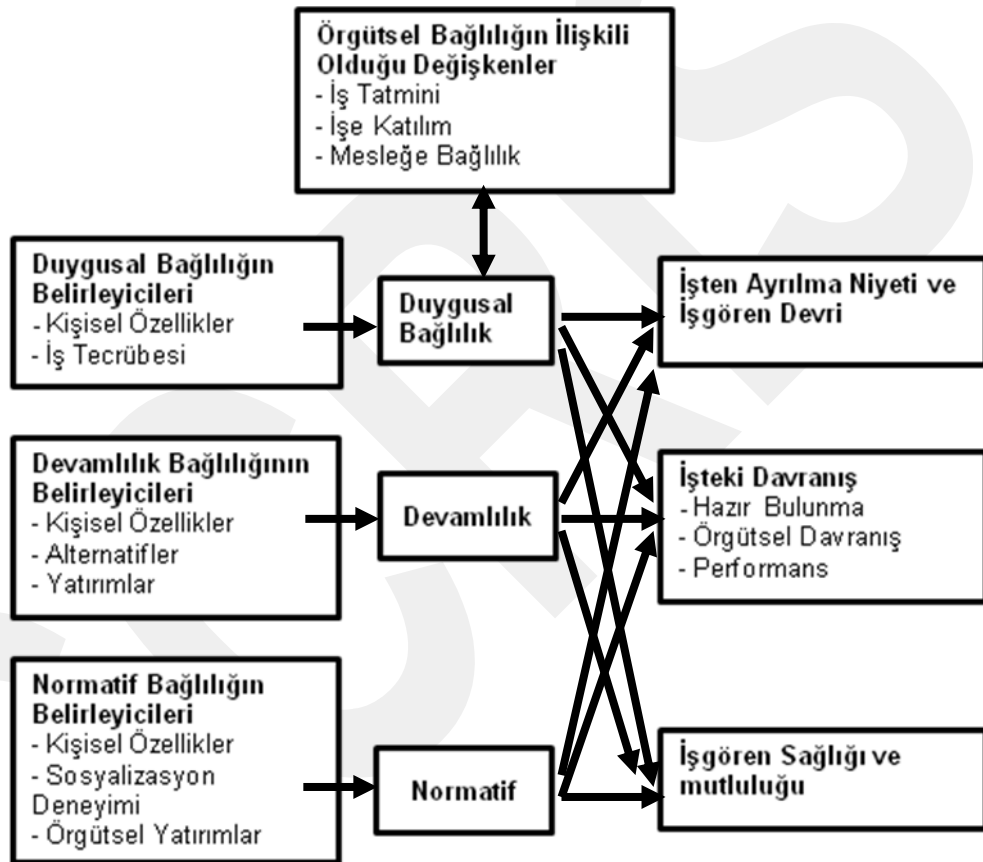 Örgütsel Bağlılığın İlişkili
Olduğu Değişkenler
- İş Tatmini
- İşe Katılım
- Mesleğe Bağlılık
Duygusal Bağlılığın
Belirleyicileri
- Kişisel Özellikler
- İş Tecrübesi
Duygusal
Bağlılık
İşten Ayrılma Niyeti ve
İşgören Devri
Devamlılık Bağlılığının
Belirleyicileri
- Kişisel Özellikler
- Alternatifler
- Yatırımlar
Devamlılık
İşteki Davranış
- Hazır Bulunma
- Örgütsel Davranış
- Performans
Normatif Bağlılığın
Belirleyicileri
- Kişisel Özellikler
- Sosyalizasyon
Deneyimi
- Örgütsel Yatırımlar
Normatif
İşgören Sağlığı ve
mutluluğu